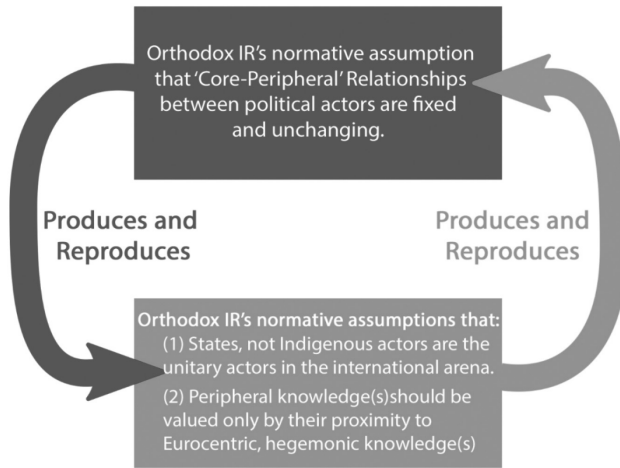 Orthodox IR's normative assumption
that 'Core-Peripheral' Relationships
between political actors are fixed
and unchanging.
Produces and
Reproduces
Produces and
Reproduces
Orthodox IR's normative assumptions that:
(1) States, not Indigenous actors are the
unitary actors in the international arena.
(2) Peripheral knowledge(s)should be
valued only by their proximity to
Eurocentric, hegemonic knowledge(s)